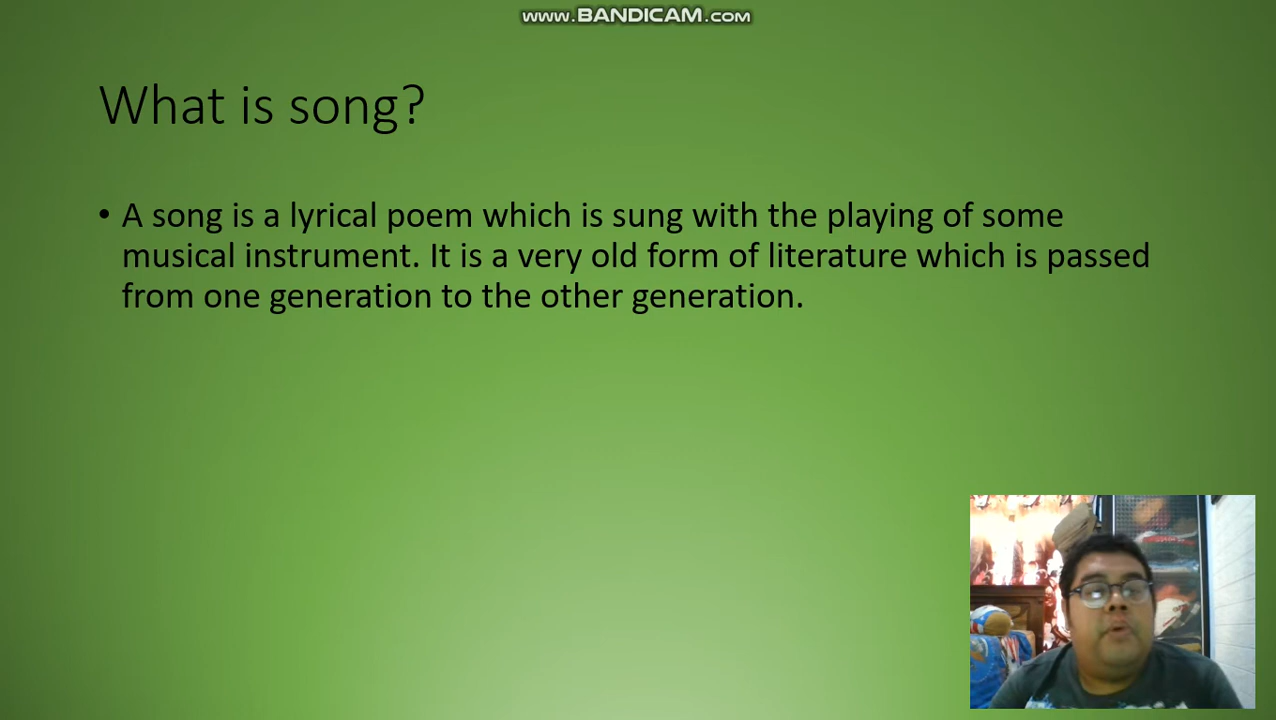 www.BANDICAM.com
What is song?
• A song is a lyrical poem which is sung with the playing of some
musical instrument. It is a very old form of literature which is passed
from one generation to the other generation.